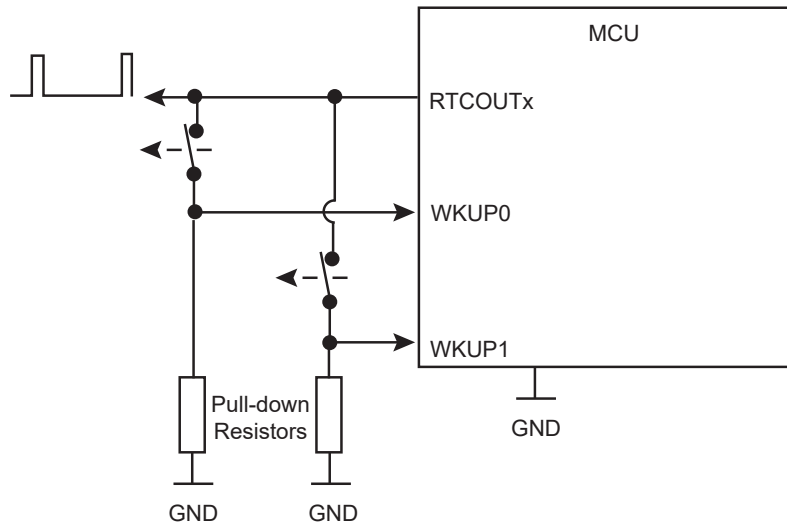 MCU
RTCOUTx
WKUP0
WKUP1
Pull-down
Resistors
GND
GND
GND